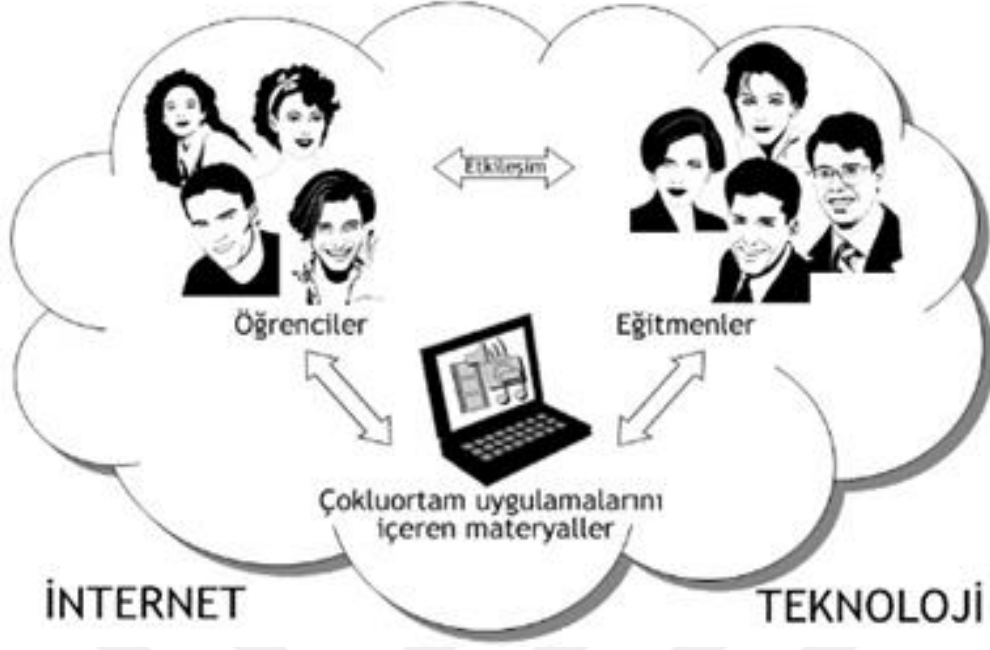 Etkileşim
Öğrenciler
Eğitmenler
Çokluortam uygulamalarını
içeren materyaller
İNTERNET
TEKNOLOJİ